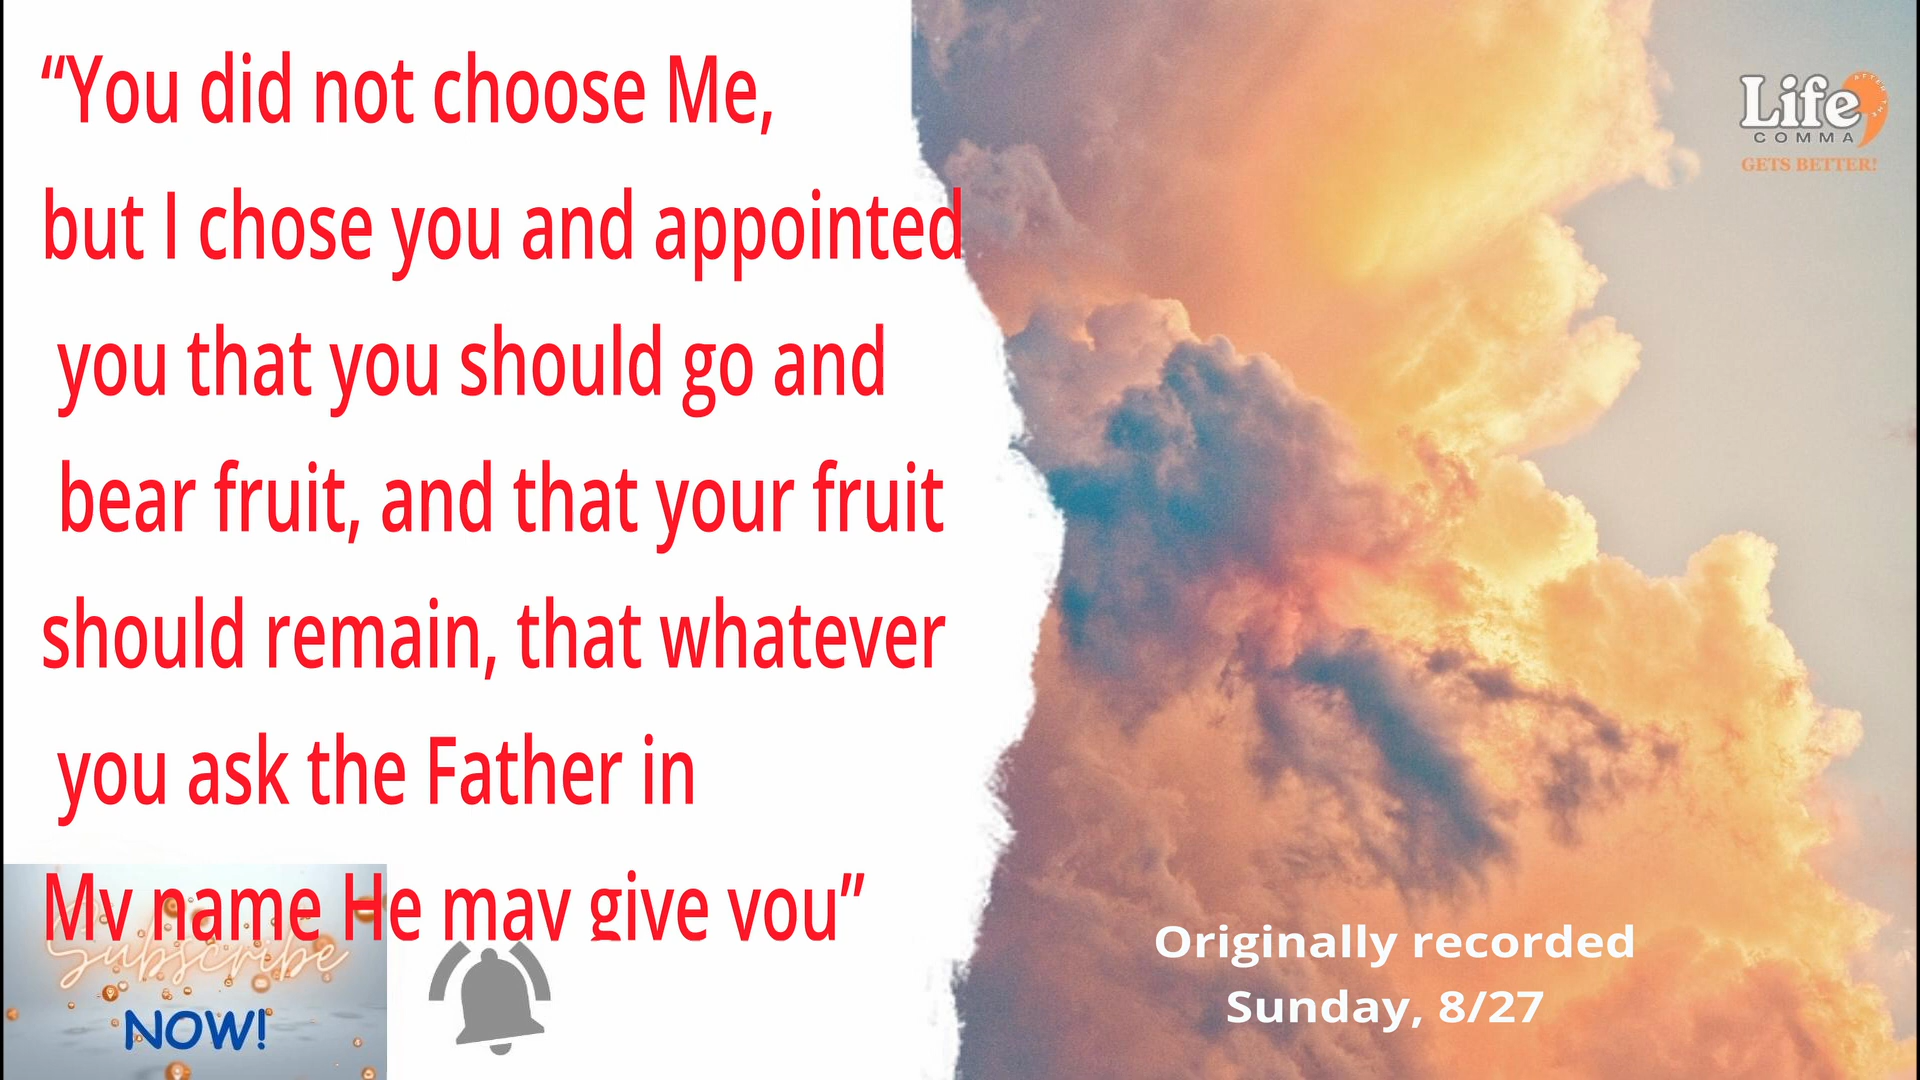 “You did not choose Me,
but I chose you and appointed
you that you should go and
bear fruit, and that your fruit
should remain, that whatever
you ask the Father in
My name He may give you”
Life
AFTER THE
COMMA
GETS BETTER!
Subscribe
NOW!
Originally recorded
Sunday, 8/27